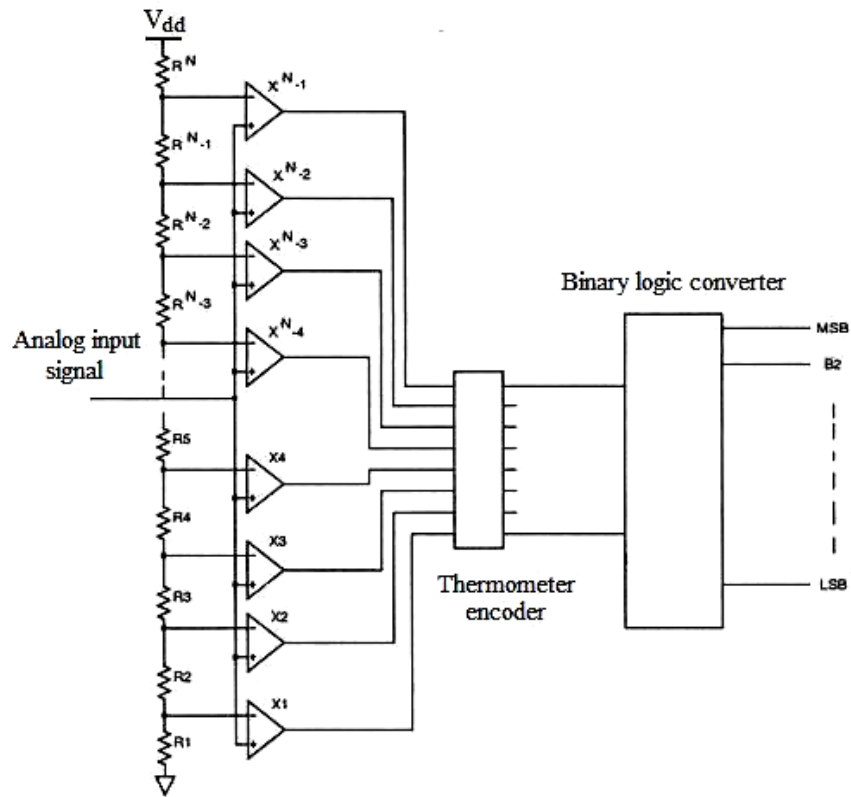 Vdd
R N
X N-1
R N-1
X N-2
R N-2
X N-3
R N-3
X N-4
Analog input
signal
R5
X4
R4
X3
R3
X2
R2
X1
R1
Thermometer
encoder
Binary logic converter
MSB
B2
LSB